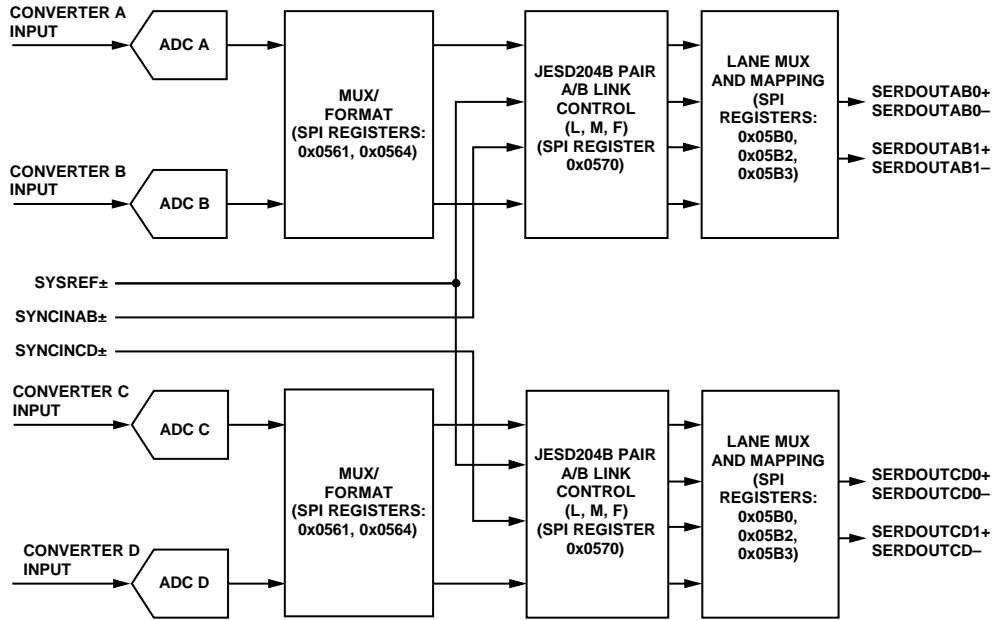 CONVERTER A
INPUT
ADC A
MUX/
FORMAT
(SPI REGISTERS:
0x0561, 0x0564)
JESD204B PAIR
A/B LINK
CONTROL
(L, M, F)
(SPI REGISTER
0x0570)
LANE MUX
AND MAPPING
(SPI
REGISTERS:
0x05B0,
0x05B2,
0x05B3)
SERDOUTAB0+
SERDOUTAB0–
SERDOUTAB1+
SERDOUTAB1–
CONVERTER B
INPUT
ADC B
SYSREF±
SYNCINAB±
SYNCINCD±
CONVERTER C
INPUT
ADC C
MUX/
FORMAT
(SPI REGISTERS:
0x0561, 0x0564)
JESD204B PAIR
A/B LINK
CONTROL
(L, M, F)
(SPI REGISTER
0x0570)
LANE MUX
AND MAPPING
(SPI
REGISTERS:
0x05B0,
0x05B2,
0x05B3)
SERDOUTCD0+
SERDOUTCD0–
SERDOUTCD1+
SERDOUTCD–
CONVERTER D
INPUT
ADC D